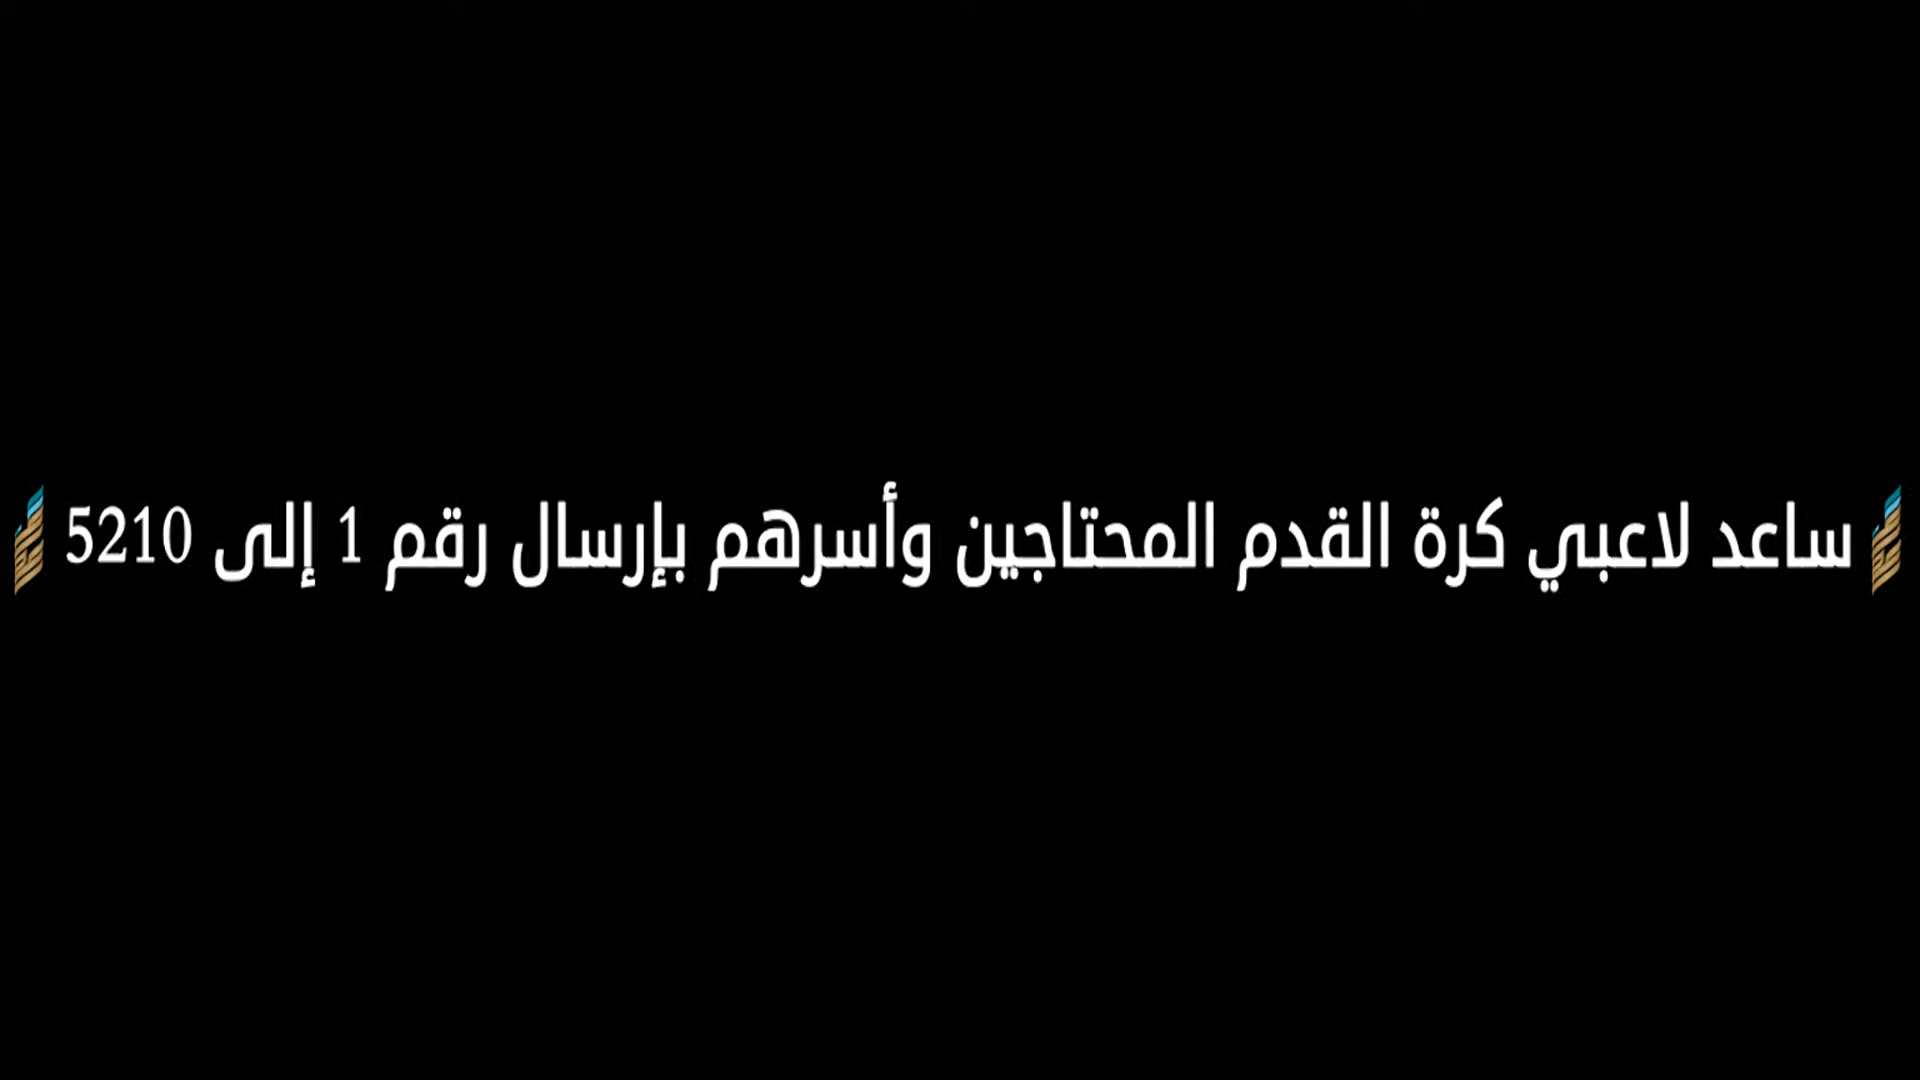 ساعد لاعبي كرة القدم المحتاجين وأسرهم بإرسال رقم 1 إلى 5210